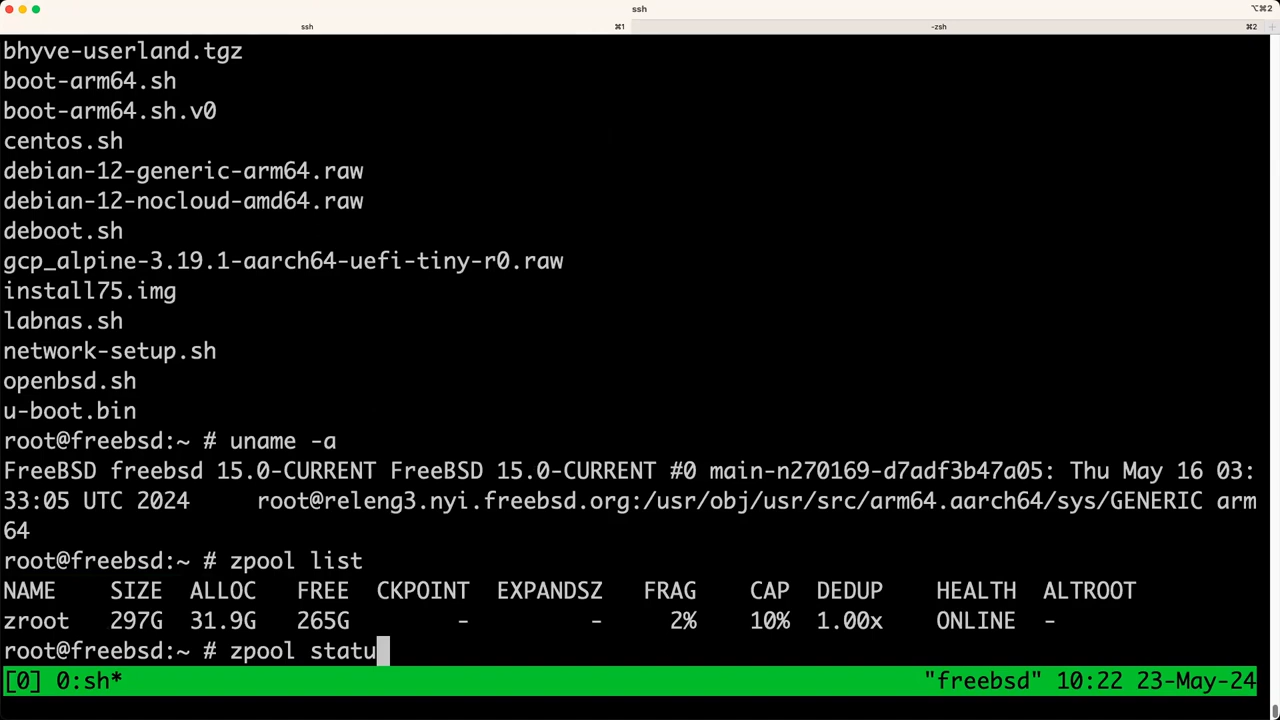 ssh
⌥⌘2
ssh ⌘1 -zsh ⌘2
bhyve-userland.tgz
boot-arm64.sh
boot-arm64.sh.v0
centos.sh
debian-12-generic-arm64.raw
debian-12-nocloud-amd64.raw
deboot.sh
gcp_alpine-3.19.1-aarch64-uefi-tiny-r0.raw
install75.img
labnas.sh
network-setup.sh
openbsd.sh
u-boot.bin
root@freebsd:~ # uname -a
FreeBSD freebsd 15.0-CURRENT FreeBSD 15.0-CURRENT #0 main-n270169-d7adf3b47a05: Thu May 16 03:
33:05 UTC 2024     root@releng3.nyi.freebsd.org:/usr/obj/usr/src/arm64.aarch64/sys/GENERIC arm
64
root@freebsd:~ # zpool list
NAME    SIZE  ALLOC   FREE  CKPOINT  EXPANDSZ   FRAG    CAP  DEDUP    HEALTH  ALTROOT
zroot   297G  31.9G   265G        -         -     2%    10%  1.00x    ONLINE  -
root@freebsd:~ # zpool statu
[0] 0:sh* "freebsd" 10:22 23-May-24